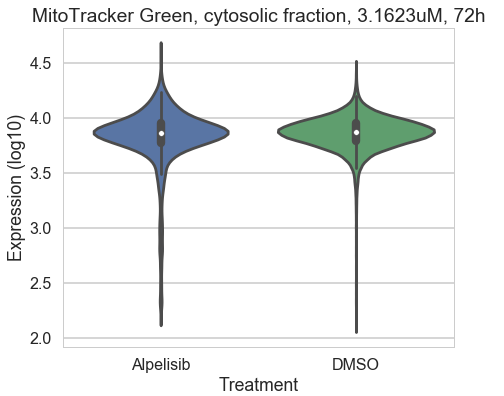 MitoTracker Green, cytosolic fraction, 3.1623uM, 72h
4.5
4.0
3.5
3.0
2.5
2.0
Expression (log10)
Alpelisib DMSO
Treatment